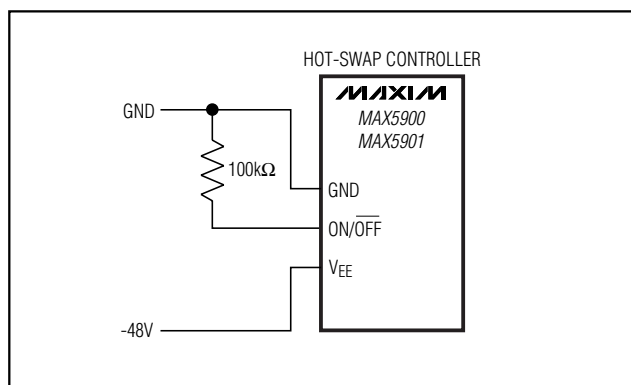 HOT-SWAP CONTROLLER
MAXIM
MAX5900
MAX5901
GND
100kΩ
GND
ON/OFF
VEE
-48V